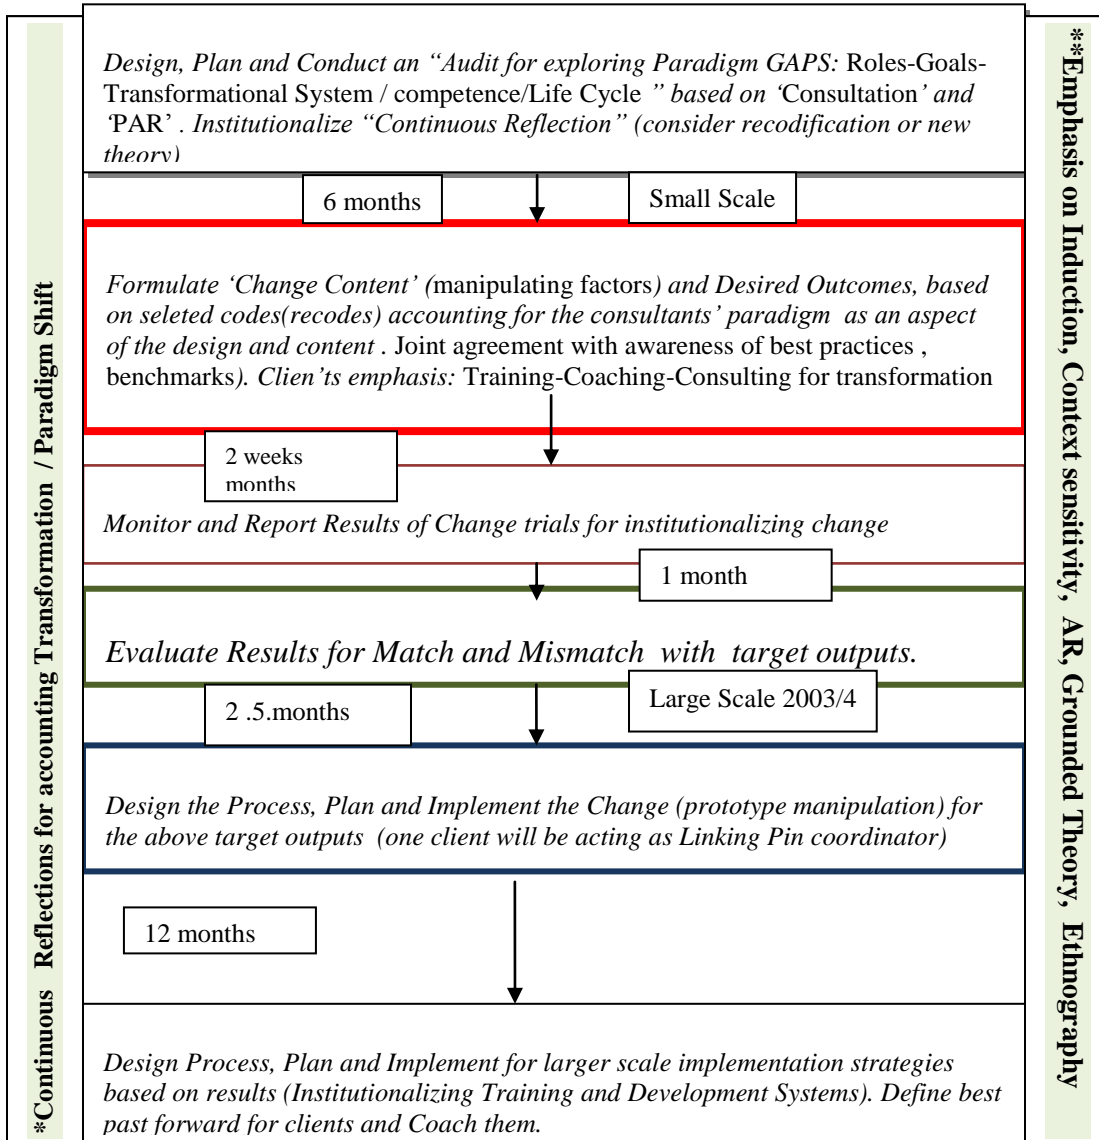 Design, Plan and Conduct an “Audit for exploring Paradigm GAPS: Roles-Goals-
Transformational System / competence/Life Cycle ” based on ‘Consultation’ and
‘PAR’ . Institutionalize “Continuous Reflection” (consider recodification or new
theory)
6 months
Small Scale
Formulate ‘Change Content’ (manipulating factors) and Desired Outcomes, based
on seleted codes(recodes) accounting for the consultants’ paradigm as an aspect
of the design and content . Joint agreement with awareness of best practices ,
benchmarks). Clien’ts emphasis: Training-Coaching-Consulting for transformation
2 weeks
months
Monitor and Report Results of Change trials for institutionalizing change
1 month
Evaluate Results for Match and Mismatch with target outputs.
2 .5.months
Large Scale 2003/4
Design the Process, Plan and Implement the Change (prototype manipulation) for
the above target outputs (one client will be acting as Linking Pin coordinator)
12 months
Design Process, Plan and Implement for larger scale implementation strategies
based on results (Institutionalizing Training and Development Systems). Define best
past forward for clients and Coach them.
*Continuous Reflections for accounting Transformation / Paradigm Shift
**Emphasis on Induction, Context sensitivity, AR, Grounded Theory, Ethnography